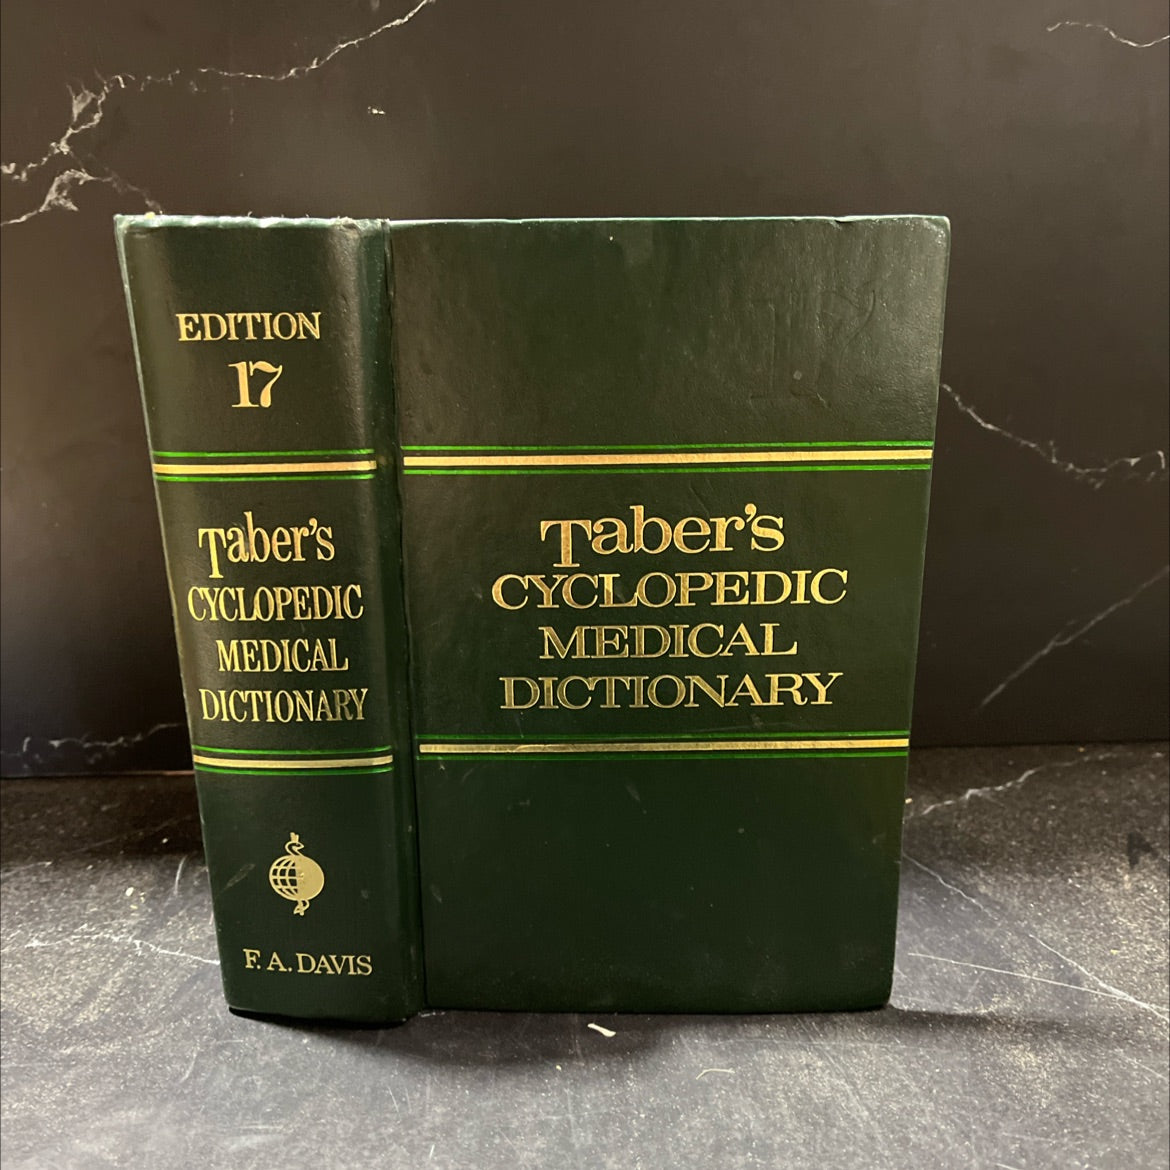 EDITION
17
Taber's
CYCLOPEDIC
MEDICAL
DICTIONARY
F. A. DAVIS
Taber's
CYCLOPEDIC
MEDICAL
DICTIONARY